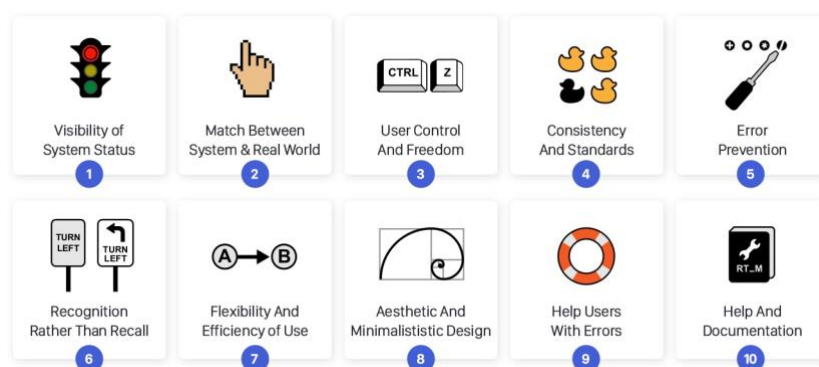 CTRL Z
Visibility of
System Status
1
Match Between
System & Real World
2
User Control
And Freedom
3
Consistency
And Standards
4
Error
Prevention
5
TURN
LEFT
TURN
LEFT
Recognition
Rather Than Recall
6
A B
Flexibility And
Efficiency of Use
7
Aesthetic And
Minimalististic Design
8
Help Users
With Errors
9
RT_M
Help And
Documentation
10